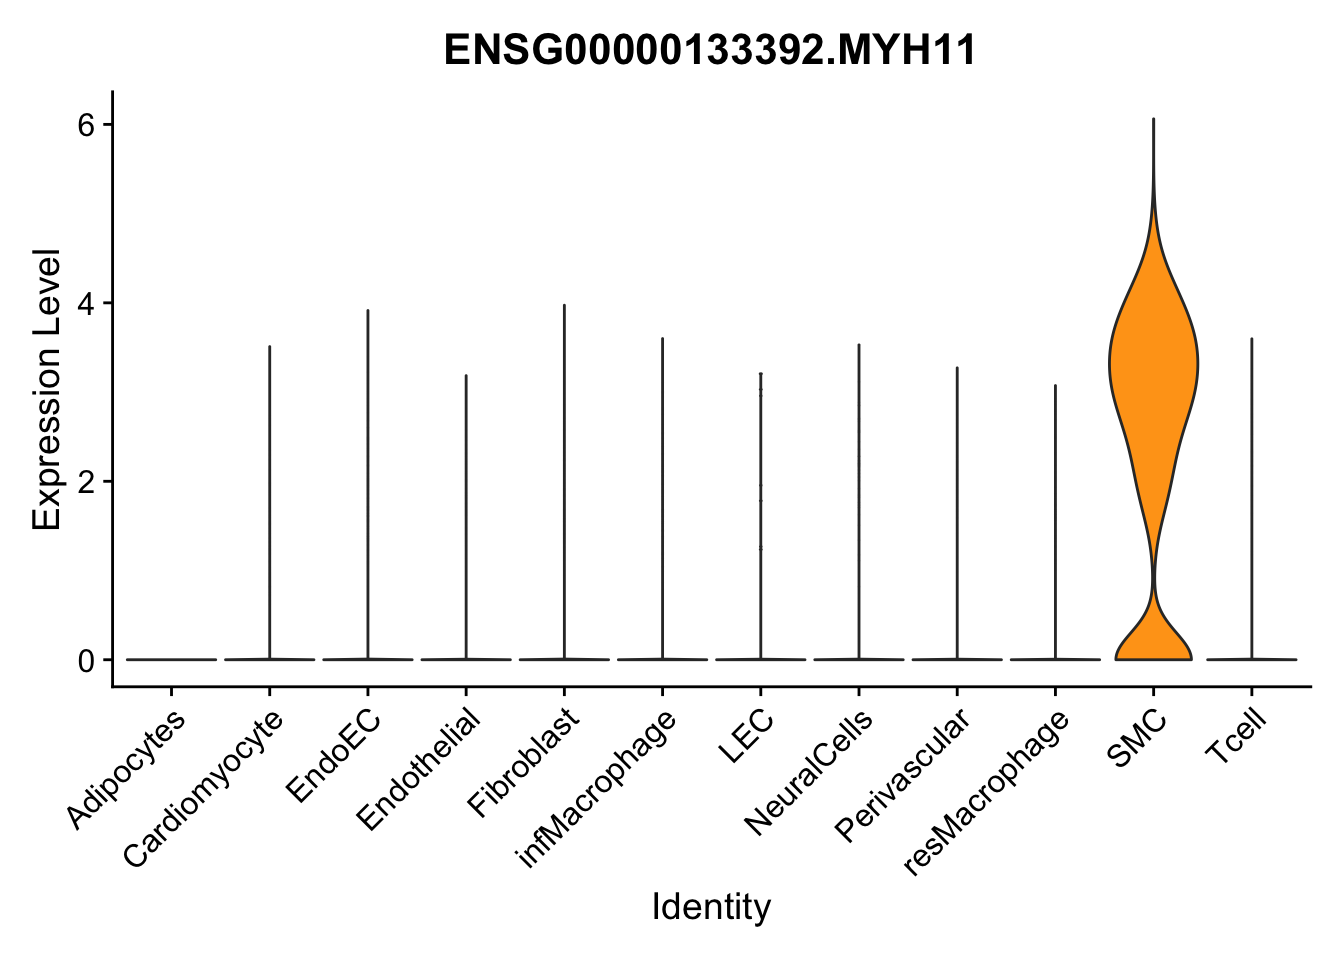 ENSG00000133392.MYH11
Expression Level
6
4
2
0
Adipocytes
Cardiomyocyte
EndoEC
Endothelial
Fibroblast
infMacrophage
LEC
NeuralCells
Perivascular
resMacrophage
SMC
Tcell
Identity